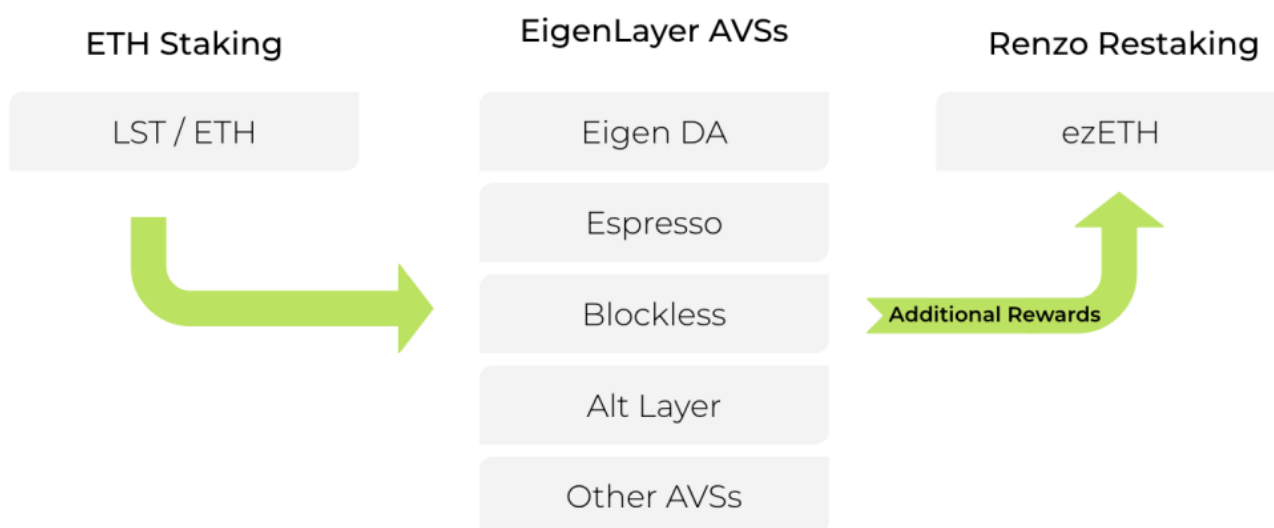 ETH Staking
LST / ETH
EigenLayer AVSs
Eigen DA
Espresso
Blockless
Alt Layer
Other AVSs
Additional Rewards
Renzo Restaking
ezETH